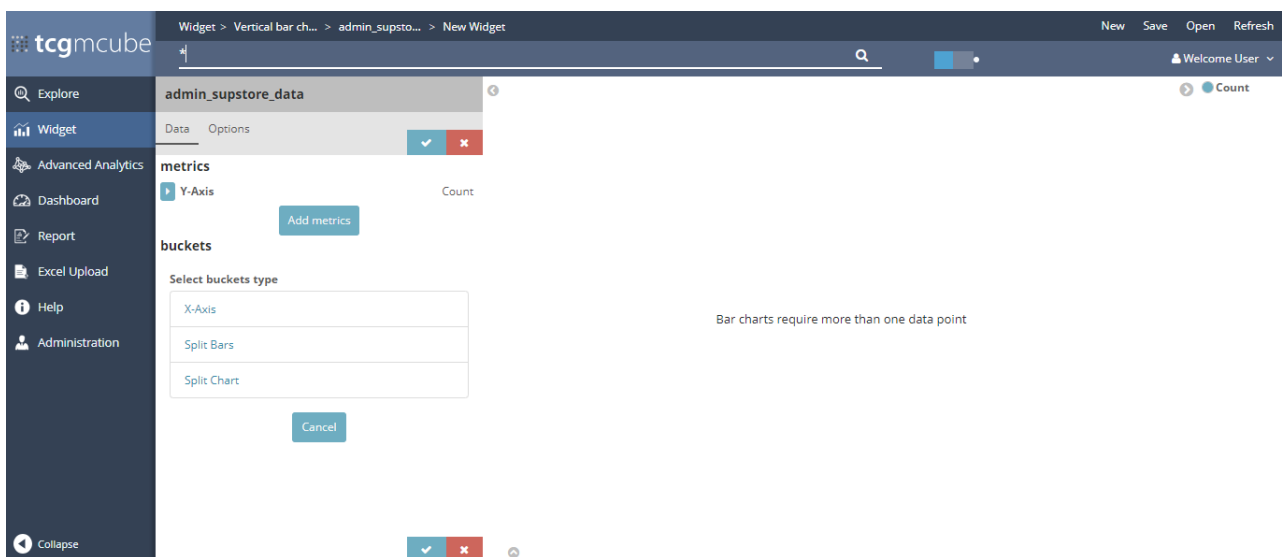 tcgmcube
Widget > Vertical bar ch... > admin_supsto... > New Widget
New Save Open Refresh
*
Welcome User
Explore
Widget
Advanced Analytics
Dashboard
Report
Excel Upload
Help
Administration
Collapse
admin_supstore_data
Data Options
metrics
Y-Axis Count
Add metrics
buckets
Select buckets type
X-Axis
Split Bars
Split Chart
Cancel
Bar charts require more than one data point
Count